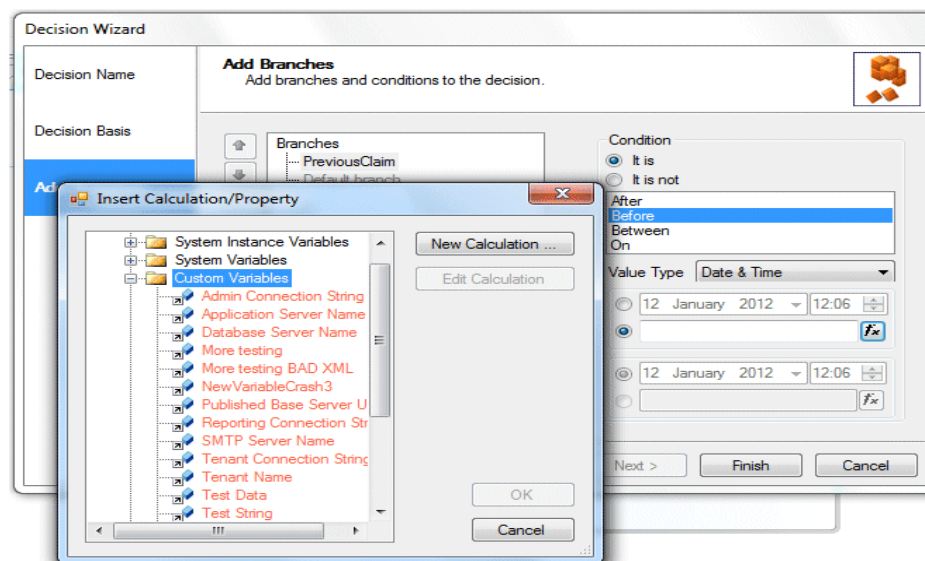 Decision Wizard
Decision Name
Decision Basis
Ad
Add Branches
Add branches and conditions to the decision.
Branches
PreviousClaim
Default branch
Condition
It is
It is not
After
Before
Between
On
Value Type
Date & Time
12 January 2012
12:06
fx
12 January 2012
12:06
fx
Next >
Finish
Cancel
Insert Calculation/Property
System Instance Variables
System Variables
Custom Variables
Admin Connection String
Application Server Name
Database Server Name
More testing
More testing BAD XML
NewVariableCrash3
Published Base Server U
Reporting Connection Str
SMTP Server Name
Tenant Connection String
Tenant Name
Test Data
Test String
New Calculation ...
Edit Calculation
OK
Cancel